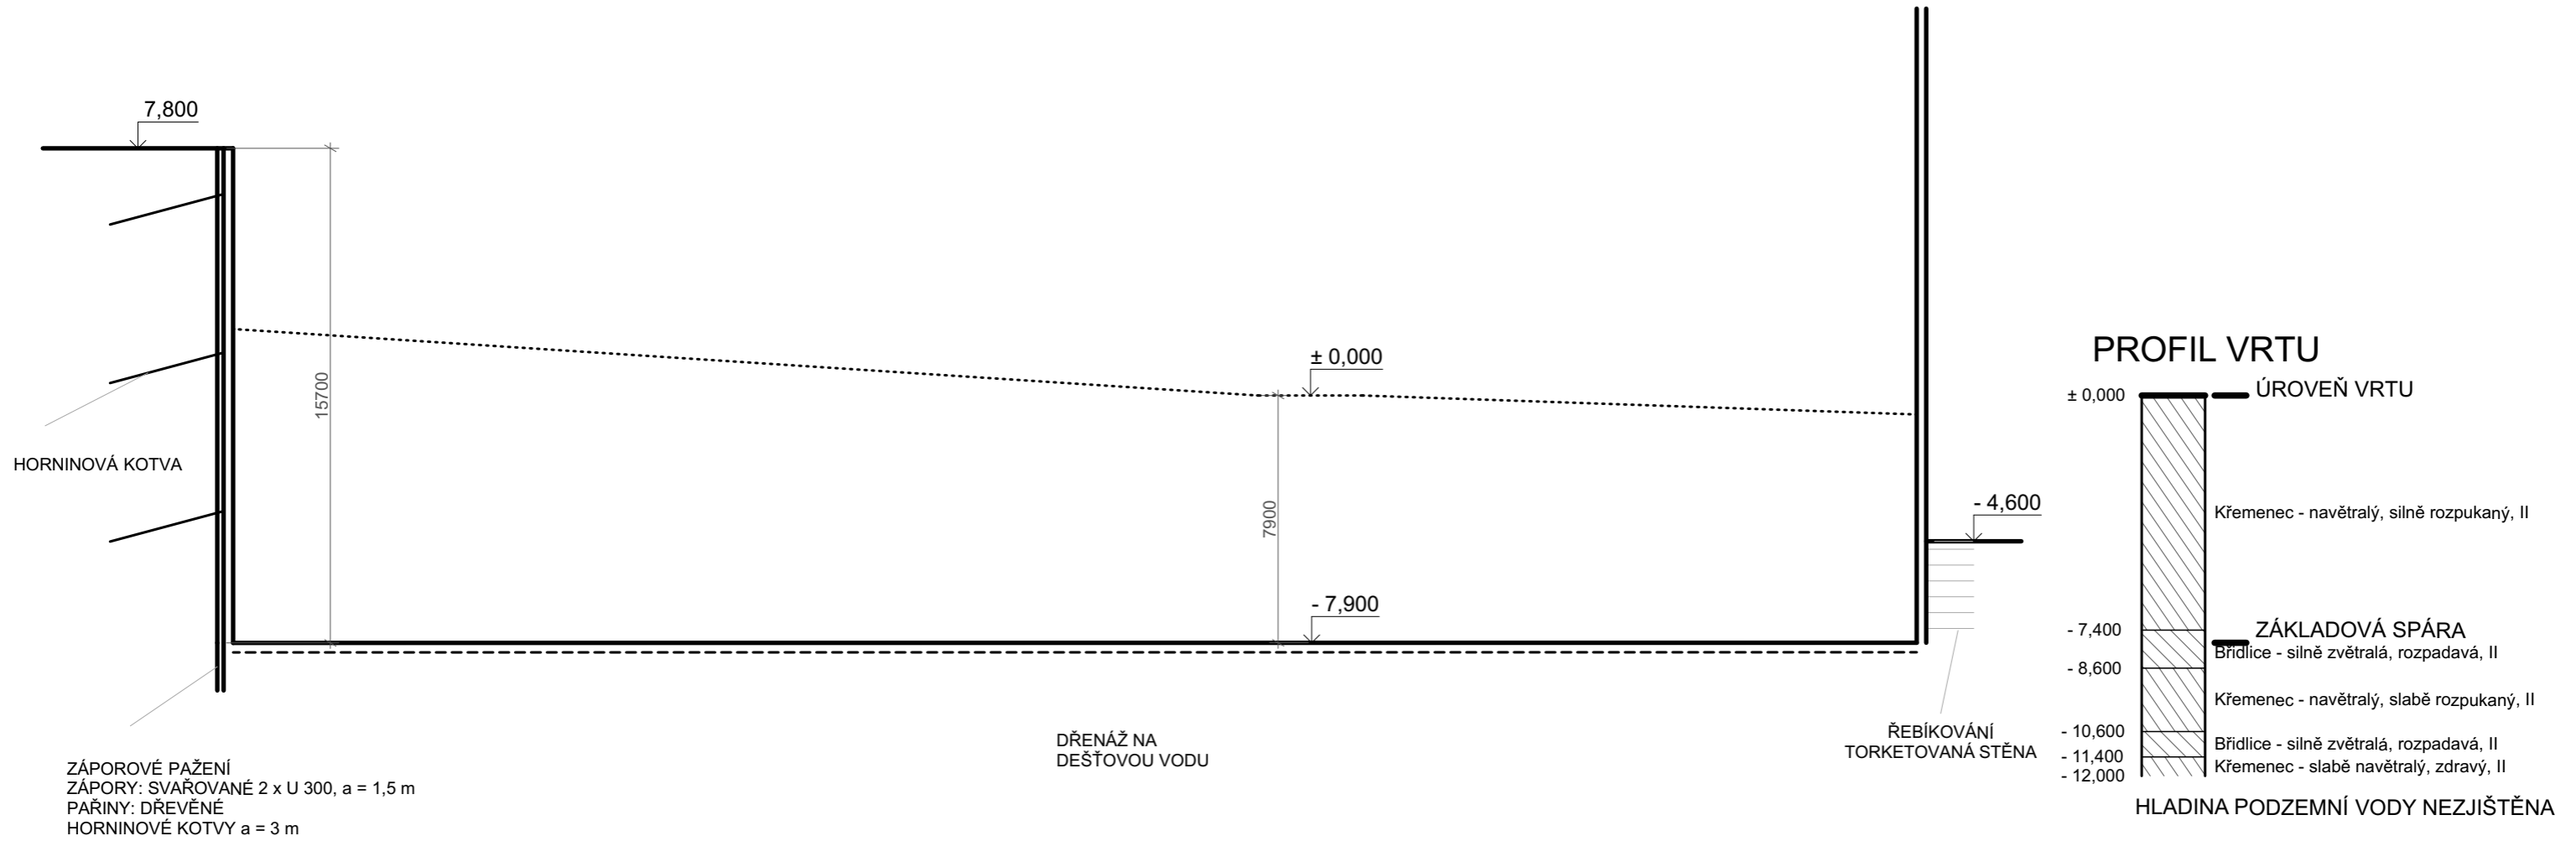 7,800
15700
HORNINOVÁ KOTVA
± 0,000
7900
- 7,900
- 4,600
ZÁPOROVÉ PAŽENÍ
ZÁPORY: SVAŘOVANÉ 2 x U 300, a = 1,5 m
PAŘINY: DŘEVĚNÉ
HORNINOVÉ KOTVY a = 3 m
DŘENÁŽ NA
DEŠŤOVOU VODU
ŘEBÍKOVÁNÍ
TORKETOVANÁ STĚNA
PROFIL VRTU
± 0,000
ÚROVEŇ VRTU
Křemenec - navětralý, silně rozpukaný, II
- 7,400
ZÁKLADOVÁ SPÁRA
Břidlice - silně zvětralá, rozpadavá, II
- 8,600
Křemenec - navětralý, slabě rozpukaný, II
- 10,600
Břidlice - silně zvětralá, rozpadavá, II
- 11,400
Křemenec - slabě navětralý, zdravý, II
- 12,000
HLADINA PODZEMNÍ VODY NEZJIŠTĚNA